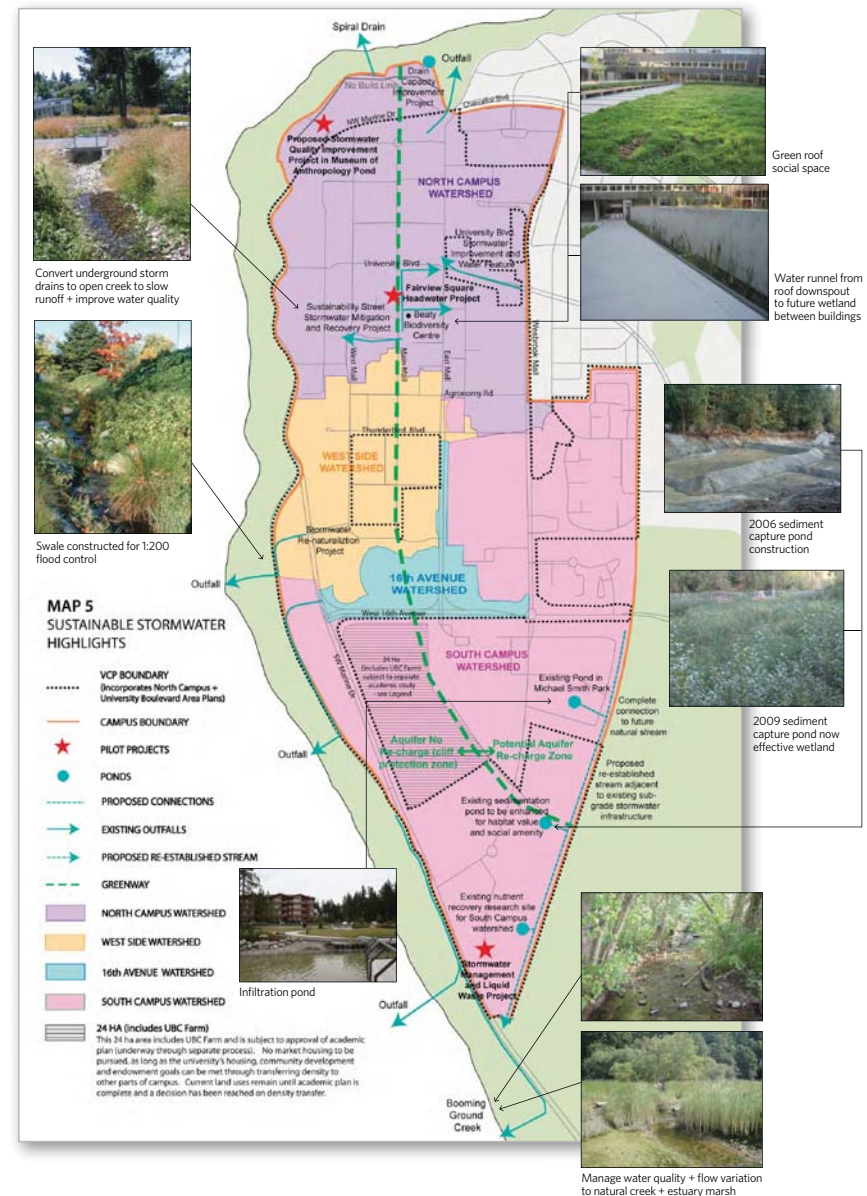 Spiral Drain
Outfall
Drain
Capacity
Improvement
Project
No Build Line
NW Marine Dr
Chancellor Blvd
Proposed Stormwater
Quality Improvement
Project in Museum of
Anthropology Pond
NORTH CAMPUS
WATERSHED
University Blvd
Stormwater
Improvement and
Water Feature
University Blvd
Fairview Square
Headwater Project
Sustainability Street
Stormwater Mitigation
and Recovery Project
Beaty
Biodiversity
Centre
West Mall
Main Mall
East Mall
Wesbrook Mall
Agronomy Rd
Thunderbird Blvd
WEST SIDE
WATERSHED
Stormwater
Re-naturaliztion
Project
Outfall
16th AVENUE
WATERSHED
West 16th Avenue
SW Marine Dr
24 Ha
(includes UBC Farm)
subject to separate
academic study
- see Legend
SOUTH CAMPUS
WATERSHED
Existing Pond in
Michael Smith Park
Complete
connection
to future
natural stream
Outfall
Aquifer No
Re-charge (cliff
protection zone)
Potential Aquifer
Re-charge Zone
Proposed
re-established
stream adjacent
to existing sub-
grade stormwater
infrastructure
Existing sedimentation
pond to be enhanced
for habitat value
and social amenity
Existing nutrient
recovery research site
for South Campus
watershed
Stormwater
Management
and Liquid
Waste Project
Outfall
Booming
Ground
Creek
Convert underground storm
drains to open creek to slow
runoff + improve water quality
Swale constructed for 1:200
flood control
Green roof
social space
Water runnel from
roof downspout
to future wetland
between buildings
2006 sediment
capture pond
construction
2009 sediment
capture pond now
effective wetland
Infiltration pond
Manage water quality + flow variation
to natural creek + estuary marsh
MAP 5
SUSTAINABLE STORMWATER
HIGHLIGHTS
VCP BOUNDARY
(Incorporates North Campus +
University Boulevard Area Plans)
CAMPUS BOUNDARY
PILOT PROJECTS
PONDS
PROPOSED CONNECTIONS
EXISTING OUTFALLS
PROPOSED RE-ESTABLISHED STREAM
GREENWAY
NORTH CAMPUS WATERSHED
WEST SIDE WATERSHED
16th AVENUE WATERSHED
SOUTH CAMPUS WATERSHED
24 HA (includes UBC Farm)
This 24 ha area includes UBC Farm and is subject to approval of academic
plan (underway through separate process). No market housing to be
pursued, as long as the university's housing, community development
and endowment goals can be met through transferring density to
other parts of campus. Current land uses remain until academic plan is
complete and a decision has been reached on density transfer.